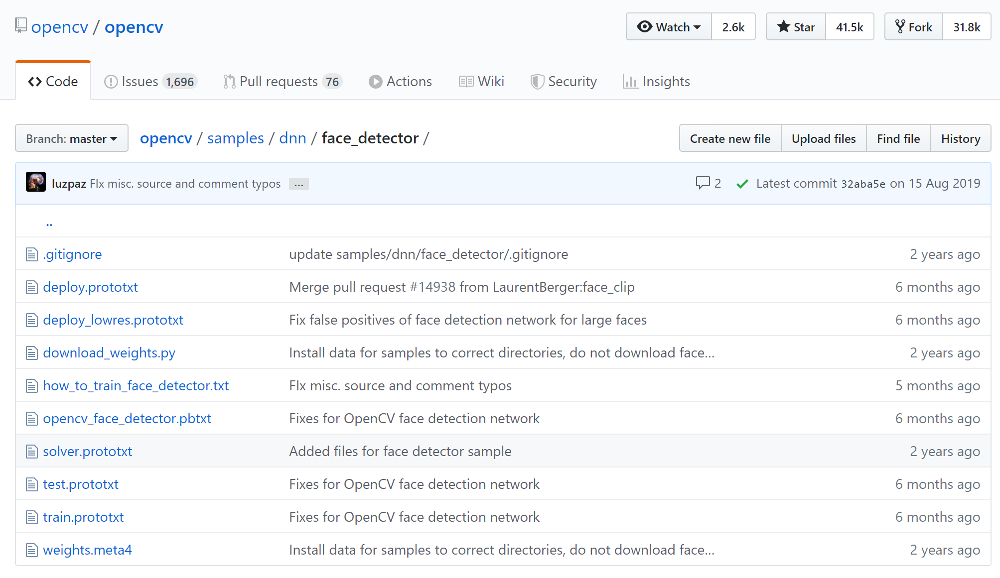 opencv / opencv
Watch 2.6k Star 41.5k Fork 31.8k
Code Issues 1,696 Pull requests 76 Actions Wiki Security Insights
Branch: master opencv / samples / dnn / face_detector / Create new file Upload files Find file History
luzpaz FIx misc. source and comment typos ... 2 Latest commit 32aba5e on 15 Aug 2019
..
.gitignore update samples/dnn/face_detector/.gitignore 2 years ago
deploy.prototxt Merge pull request #14938 from LaurentBerger:face_clip 6 months ago
deploy_lowres.prototxt Fix false positives of face detection network for large faces 6 months ago
download_weights.py Install data for samples to correct directories, do not download face... 2 years ago
how_to_train_face_detector.txt FIx misc. source and comment typos 5 months ago
opencv_face_detector.pbtxt Fixes for OpenCV face detection network 6 months ago
solver.prototxt Added files for face detector sample 2 years ago
test.prototxt Fixes for OpenCV face detection network 6 months ago
train.prototxt Fixes for OpenCV face detection network 6 months ago
weights.meta4 Install data for samples to correct directories, do not download face... 2 years ago